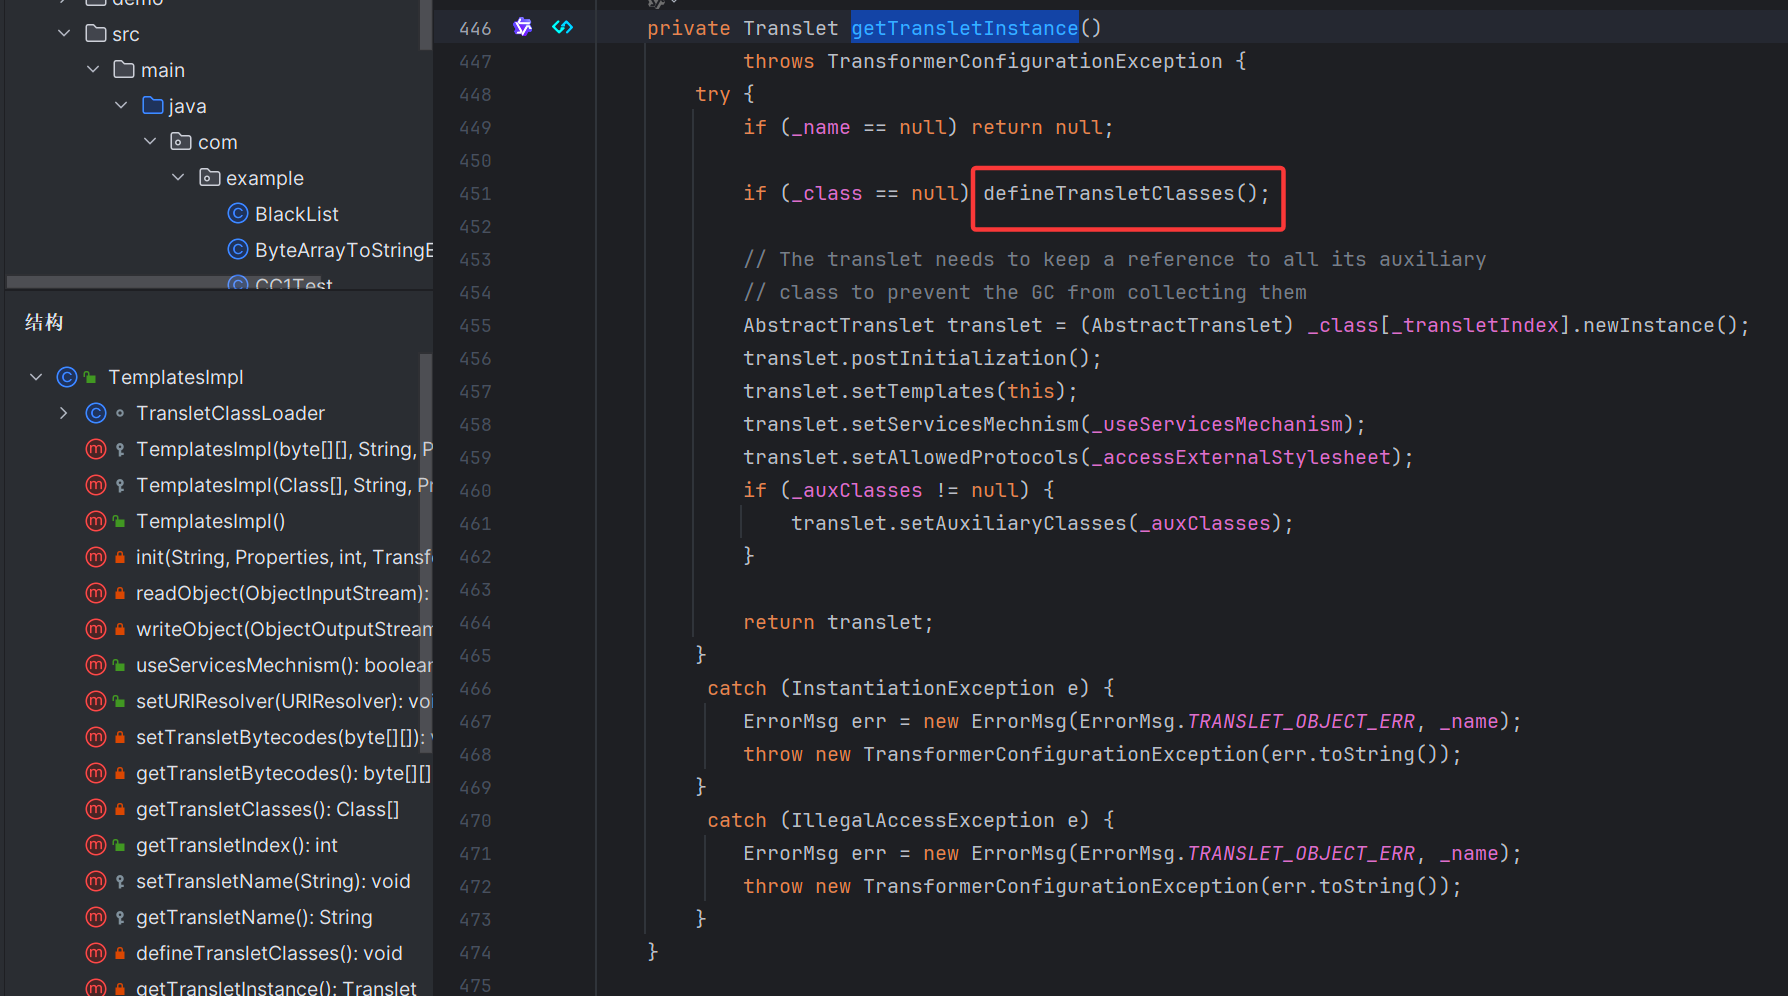 demo
src
main
java
com
example
BlackList
ByteArrayToStringE
CC1Test
结构
TemplatesImpl
TransletClassLoader
TemplatesImpl(byte[][], String, P
TemplatesImpl(Class[], String, Pr
TemplatesImpl()
init(String, Properties, int, Transfo
readObject(ObjectInputStream):
writeObject(ObjectOutputStream
useServicesMechnism(): boolean
setURIResolver(URIResolver): voi
setTransletBytecodes(byte[][]): v
getTransletBytecodes(): byte[][]
getTransletClasses(): Class[]
getTransletIndex(): int
setTransletName(String): void
getTransletName(): String
defineTransletClasses(): void
getTransletInstance(): Translet
446 private Translet getTransletInstance()
447 throws TransformerConfigurationException {
448 try {
449 if (_name == null) return null;
450
451 if (_class == null) defineTransletClasses();
452
453 // The translet needs to keep a reference to all its auxiliary
454 // class to prevent the GC from collecting them
455 AbstractTranslet translet = (AbstractTranslet) _class[_transletIndex].newInstance();
456 translet.postInitialization();
457 translet.setTemplates(this);
458 translet.setServicesMechnism(_useServicesMechanism);
459 translet.setAllowedProtocols(_accessExternalStylesheet);
460 if (_auxClasses != null) {
461 translet.setAuxiliaryClasses(_auxClasses);
462 }
463
464 return translet;
465 }
466 catch (InstantiationException e) {
467 ErrorMsg err = new ErrorMsg(ErrorMsg.TRANSLET_OBJECT_ERR, _name);
468 throw new TransformerConfigurationException(err.toString());
469 }
470 catch (IllegalAccessException e) {
471 ErrorMsg err = new ErrorMsg(ErrorMsg.TRANSLET_OBJECT_ERR, _name);
472 throw new TransformerConfigurationException(err.toString());
473 }
474 }
475